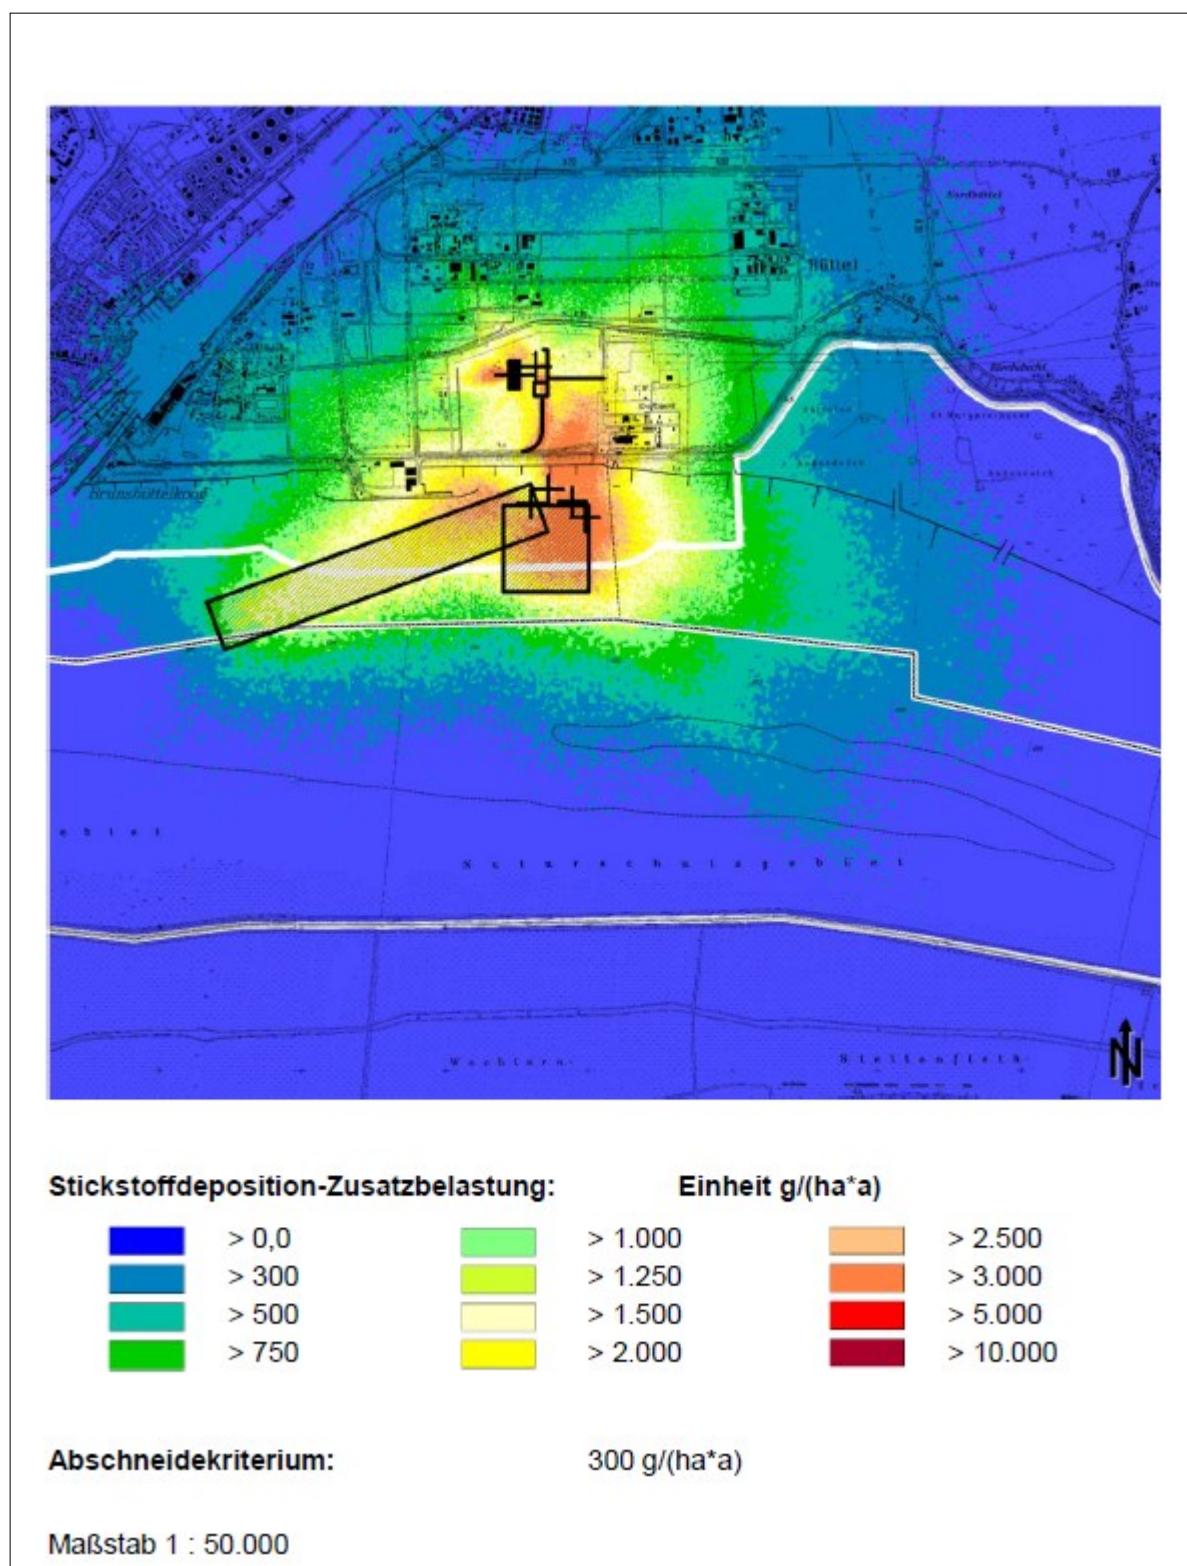 Nordbüttel
Büttel
Brunsbüttelkoog
N a t u r s c h u t z g e b i e t
e b i e t
N
Stickstoffdeposition-Zusatzbelastung: Einheit g/(ha*a)
> 0,0 > 1.000 > 2.500
> 300 > 1.250 > 3.000
> 500 > 1.500 > 5.000
> 750 > 2.000 > 10.000
Abschneidekriterium: 300 g/(ha*a)
Maßstab 1 : 50.000